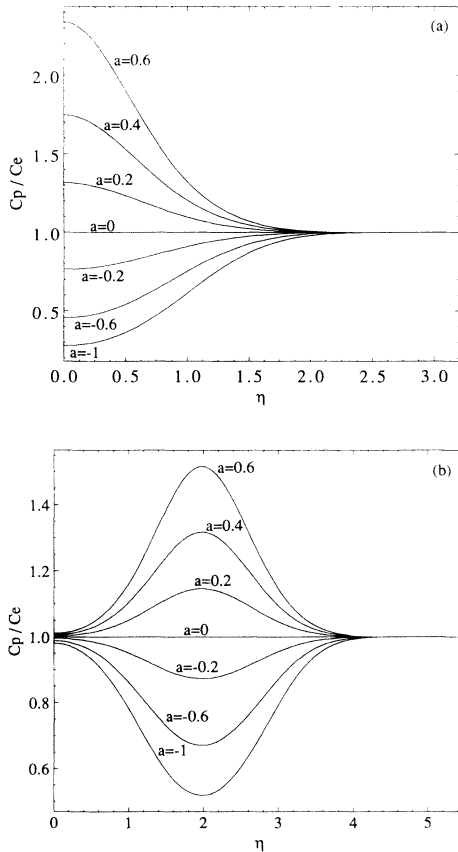 (a)
Cp / Ce
2.0
1.5
1.0
0.5
a=0.6
a=0.4
a=0.2
a=0
a=-0.2
a=-0.6
a=-1
0.0 0.5 1.0 1.5 2.0 2.5 3.0
η
(b)
Cp / Ce
1.4
1.2
1.0
0.8
0.6
a=0.6
a=0.4
a=0.2
a=0
a=-0.2
a=-0.6
a=-1
0 1 2 3 4 5
η